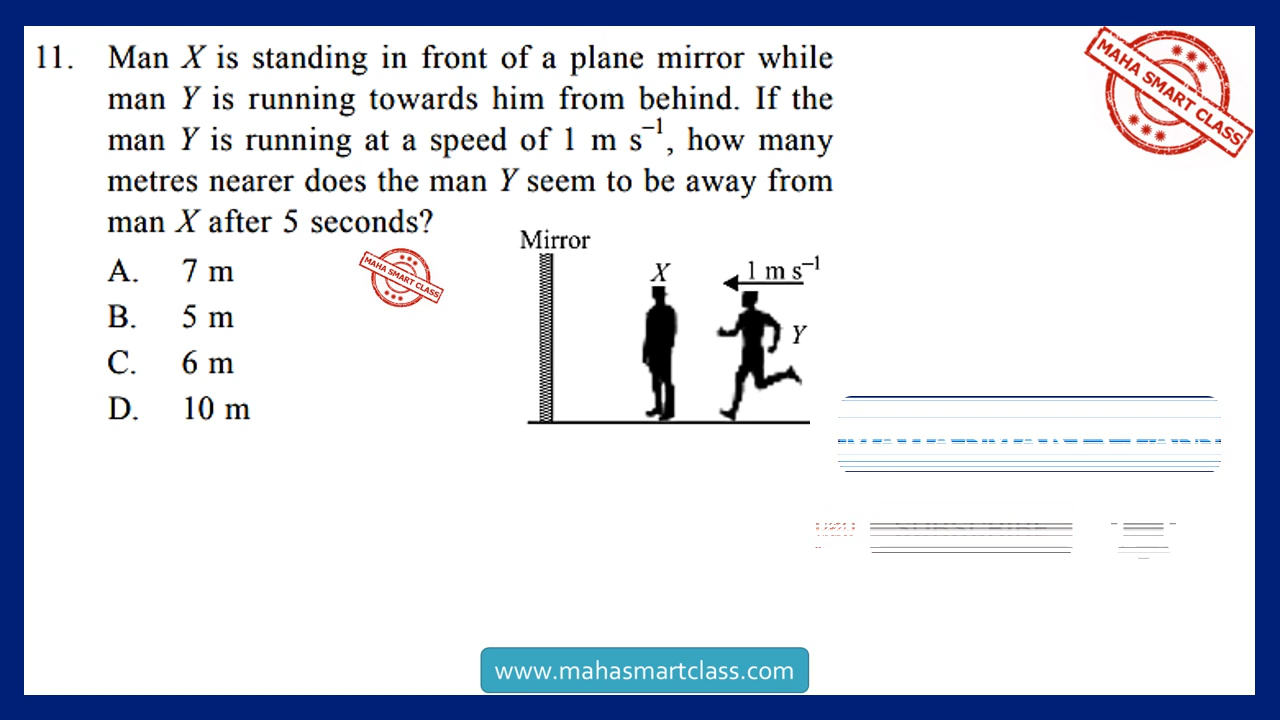 11. Man X is standing in front of a plane mirror while
man Y is running towards him from behind. If the
man Y is running at a speed of 1 m s⁻¹, how many
metres nearer does the man Y seem to be away from
man X after 5 seconds?
A. 7 m
B. 5 m
C. 6 m
D. 10 m
Mirror
X
1 m s⁻¹
Y
MAHA SMART CLASS
MAHA SMART CLASS
www.mahasmartclass.com